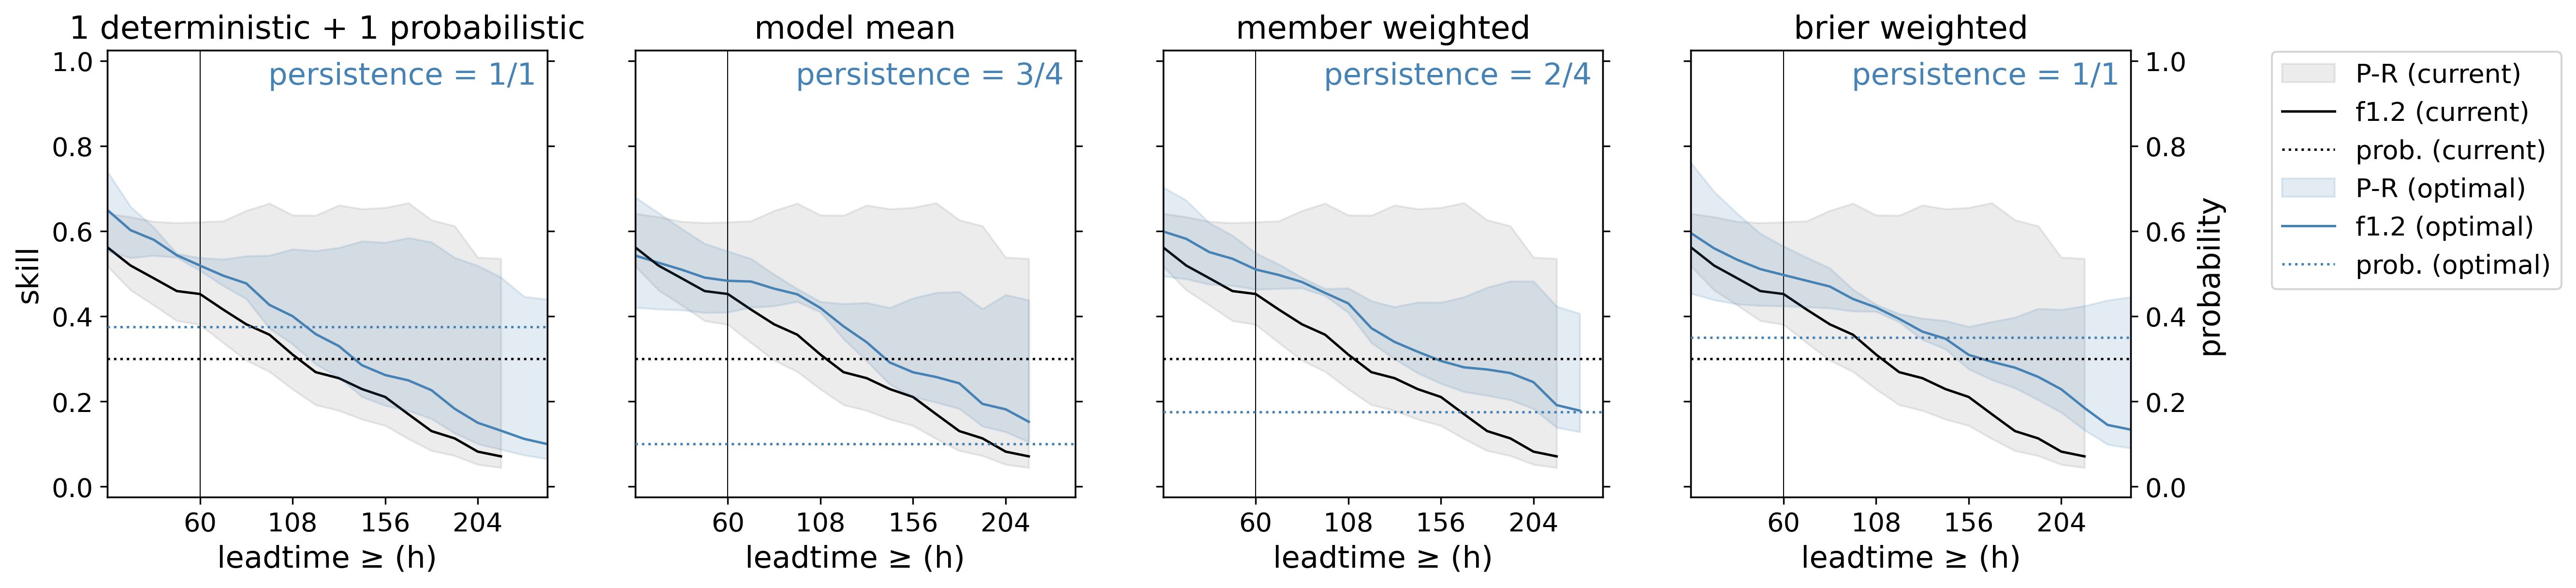 1 deterministic + 1 probabilistic
model mean
member weighted
brier weighted
persistence = 1/1
persistence = 3/4
persistence = 2/4
persistence = 1/1
skill
1.0
0.8
0.6
0.4
0.2
0.0
60 108 156 204
leadtime ≥ (h)
60 108 156 204
leadtime ≥ (h)
60 108 156 204
leadtime ≥ (h)
60 108 156 204
leadtime ≥ (h)
1.0
0.8
0.6
0.4
0.2
0.0
probability
P-R (current)
f1.2 (current)
prob. (current)
P-R (optimal)
f1.2 (optimal)
prob. (optimal)